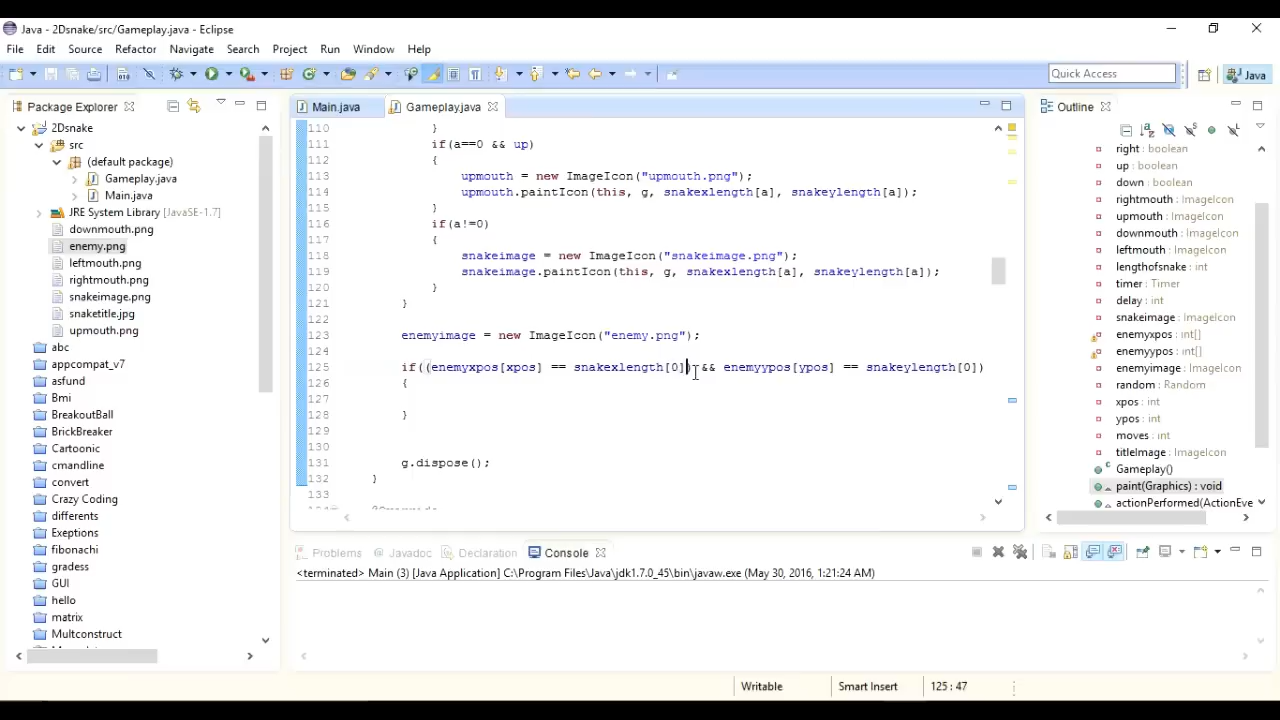 Java - 2Dsnake/src/Gameplay.java - Eclipse
File Edit Source Refactor Navigate Search Project Run Window Help
Quick Access
Java
Package Explorer
2Dsnake
src
(default package)
Gameplay.java
Main.java
JRE System Library [JavaSE-1.7]
downmouth.png
enemy.png
leftmouth.png
rightmouth.png
snakeimage.png
snaketitle.jpg
upmouth.png
abc
appcompat_v7
asfund
Bmi
BreakoutBall
BrickBreaker
Cartoonic
cmandline
convert
Crazy Coding
differents
Exeptions
fibonachi
gradess
GUI
hello
matrix
Multconstruct
Main.java Gameplay.java
110 }
111 if(a==0 && up)
112 {
113 upmouth = new ImageIcon("upmouth.png");
114 upmouth.paintIcon(this, g, snakexlength[a], snakeylength[a]);
115 }
116 if(a!=0)
117 {
118 snakeimage = new ImageIcon("snakeimage.png");
119 snakeimage.paintIcon(this, g, snakexlength[a], snakeylength[a]);
120 }
121 }
122
123 enemyimage = new ImageIcon("enemy.png");
124
125 if((enemyxpos[xpos] == snakexlength[0]) && enemyypos[ypos] == snakeylength[0])
126 {
127
128 }
129
130
131 g.dispose();
132 }
133
Outline
right : boolean
up : boolean
down : boolean
rightmouth : ImageIcon
upmouth : ImageIcon
downmouth : ImageIcon
leftmouth : ImageIcon
lengthofsnake : int
timer : Timer
delay : int
snakeimage : ImageIcon
enemyxpos : int[]
enemyypos : int[]
enemyimage : ImageIcon
random : Random
xpos : int
ypos : int
moves : int
titleImage : ImageIcon
Gameplay()
paint(Graphics) : void
actionPerformed(ActionEve
Problems Javadoc Declaration Console
<terminated> Main (3) [Java Application] C:\Program Files\Java\jdk1.7.0_45\bin\javaw.exe (May 30, 2016, 1:21:24 AM)
Writable Smart Insert 125 : 47